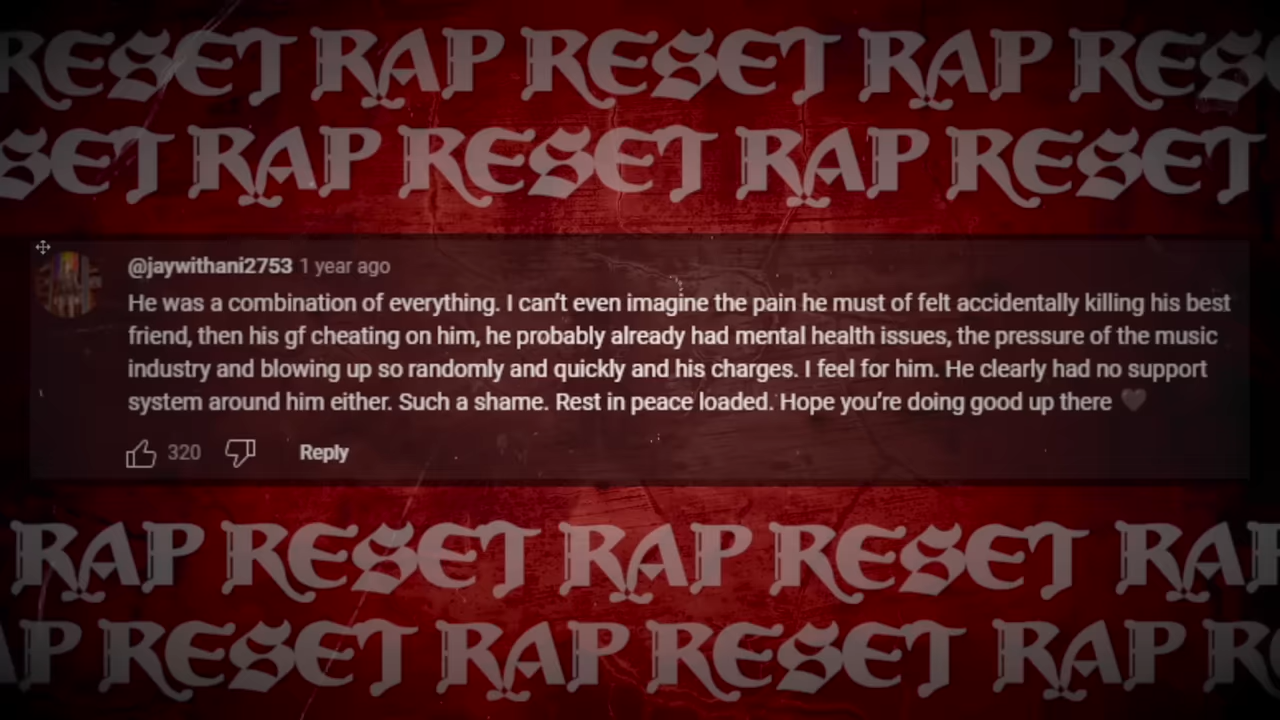 RESET RAP RESET RAP RES
SET RAP RESET RAP RESET
@jaywithani2753 1 year ago
He was a combination of everything. I can't even imagine the pain he must of felt accidentally killing his best
friend, then his gf cheating on him, he probably already had mental health issues, the pressure of the music
industry and blowing up so randomly and quickly and his charges. I feel for him. He clearly had no support
system around him either. Such a shame. Rest in peace loaded. Hope you're doing good up there 🖤
320 Reply
RAP RESET RAP RESET RAP
AP RESET RAP RESET RAP R